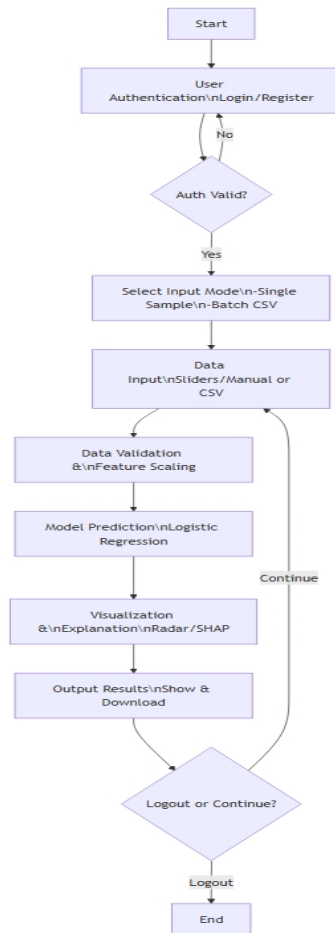 Start
User
Authentication\nLogin/Register
No
Auth Valid?
Yes
Select Input Mode\n-Single
Sample\n-Batch CSV
Data
Input\nSliders/Manual or
CSV
Data Validation
&\nFeature Scaling
Model Prediction\nLogistic
Regression
Continue
Visualization
&\nExplanation\nRadar/SHAP
Output Results\nShow &
Download
Logout or Continue?
Logout
End